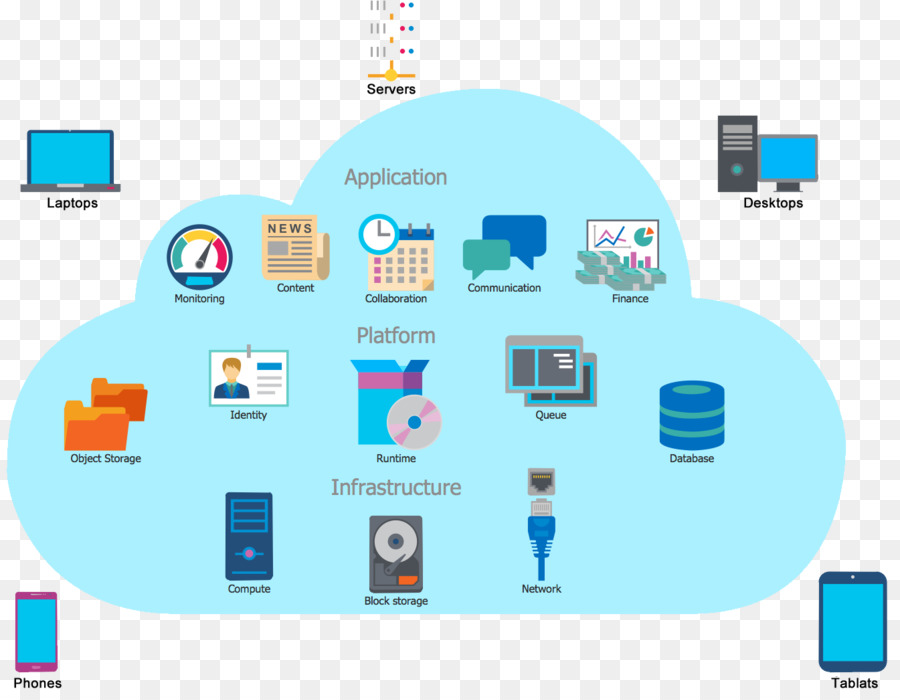 Servers
Laptops
Desktops
Application
NEWS
Monitoring
Content
Collaboration
Communication
Finance
Platform
Identity
Queue
Object Storage
Runtime
Database
Infrastructure
Compute
Block storage
Network
Phones
Tablats